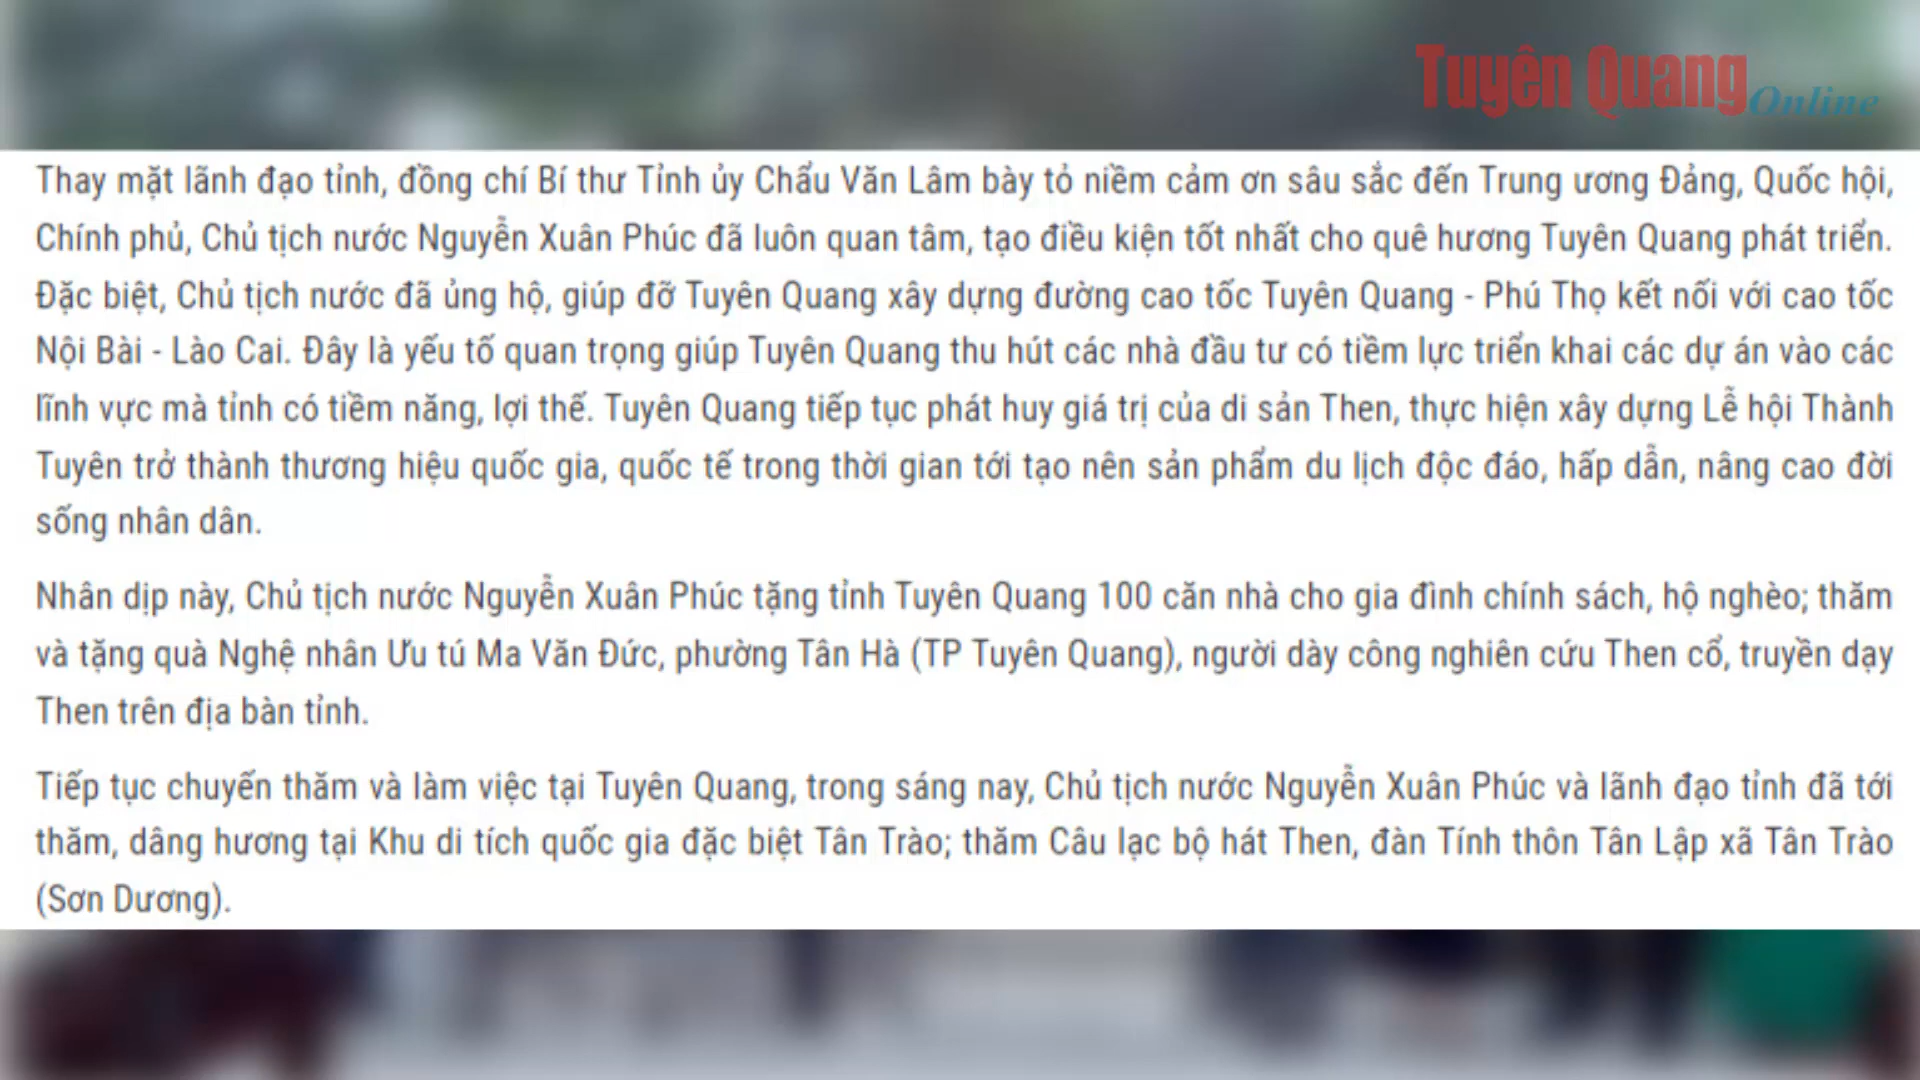 Tuyên Quang Online
Thay mặt lãnh đạo tỉnh, đồng chí Bí thư Tỉnh ủy Chẩu Văn Lâm bày tỏ niềm cảm ơn sâu sắc đến Trung ương Đảng, Quốc hội,
Chính phủ, Chủ tịch nước Nguyễn Xuân Phúc đã luôn quan tâm, tạo điều kiện tốt nhất cho quê hương Tuyên Quang phát triển.
Đặc biệt, Chủ tịch nước đã ủng hộ, giúp đỡ Tuyên Quang xây dựng đường cao tốc Tuyên Quang - Phú Thọ kết nối với cao tốc
Nội Bài - Lào Cai. Đây là yếu tố quan trọng giúp Tuyên Quang thu hút các nhà đầu tư có tiềm lực triển khai các dự án vào các
lĩnh vực mà tỉnh có tiềm năng, lợi thế. Tuyên Quang tiếp tục phát huy giá trị của di sản Then, thực hiện xây dựng Lễ hội Thành
Tuyên trở thành thương hiệu quốc gia, quốc tế trong thời gian tới tạo nên sản phẩm du lịch độc đáo, hấp dẫn, nâng cao đời
sống nhân dân.
Nhân dịp này, Chủ tịch nước Nguyễn Xuân Phúc tặng tỉnh Tuyên Quang 100 căn nhà cho gia đình chính sách, hộ nghèo; thăm
và tặng quà Nghệ nhân Ưu tú Ma Văn Đức, phường Tân Hà (TP Tuyên Quang), người dày công nghiên cứu Then cổ, truyền dạy
Then trên địa bàn tỉnh.
Tiếp tục chuyến thăm và làm việc tại Tuyên Quang, trong sáng nay, Chủ tịch nước Nguyễn Xuân Phúc và lãnh đạo tỉnh đã tới
thăm, dâng hương tại Khu di tích quốc gia đặc biệt Tân Trào; thăm Câu lạc bộ hát Then, đàn Tính thôn Tân Lập xã Tân Trào
(Sơn Dương).